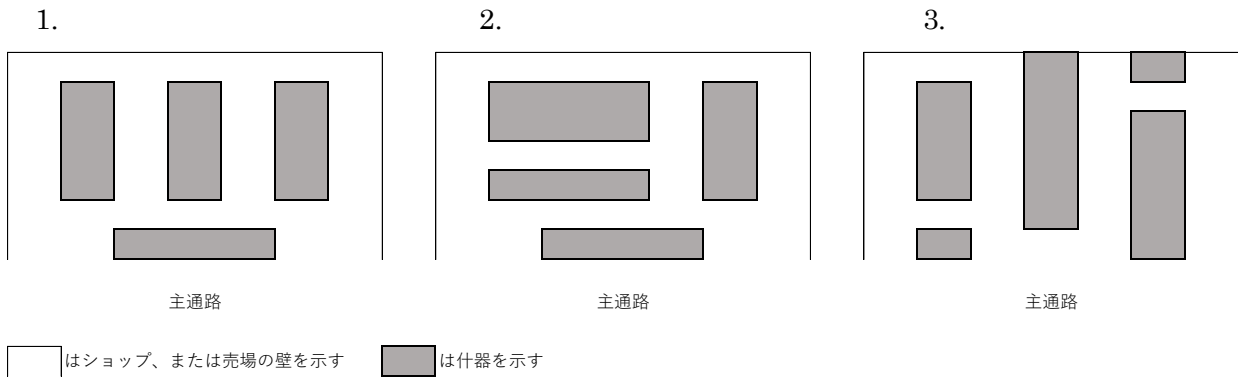 1.
2.
3.
主通路
主通路
主通路
はショップ、または売場の壁を示す
は什器を示す